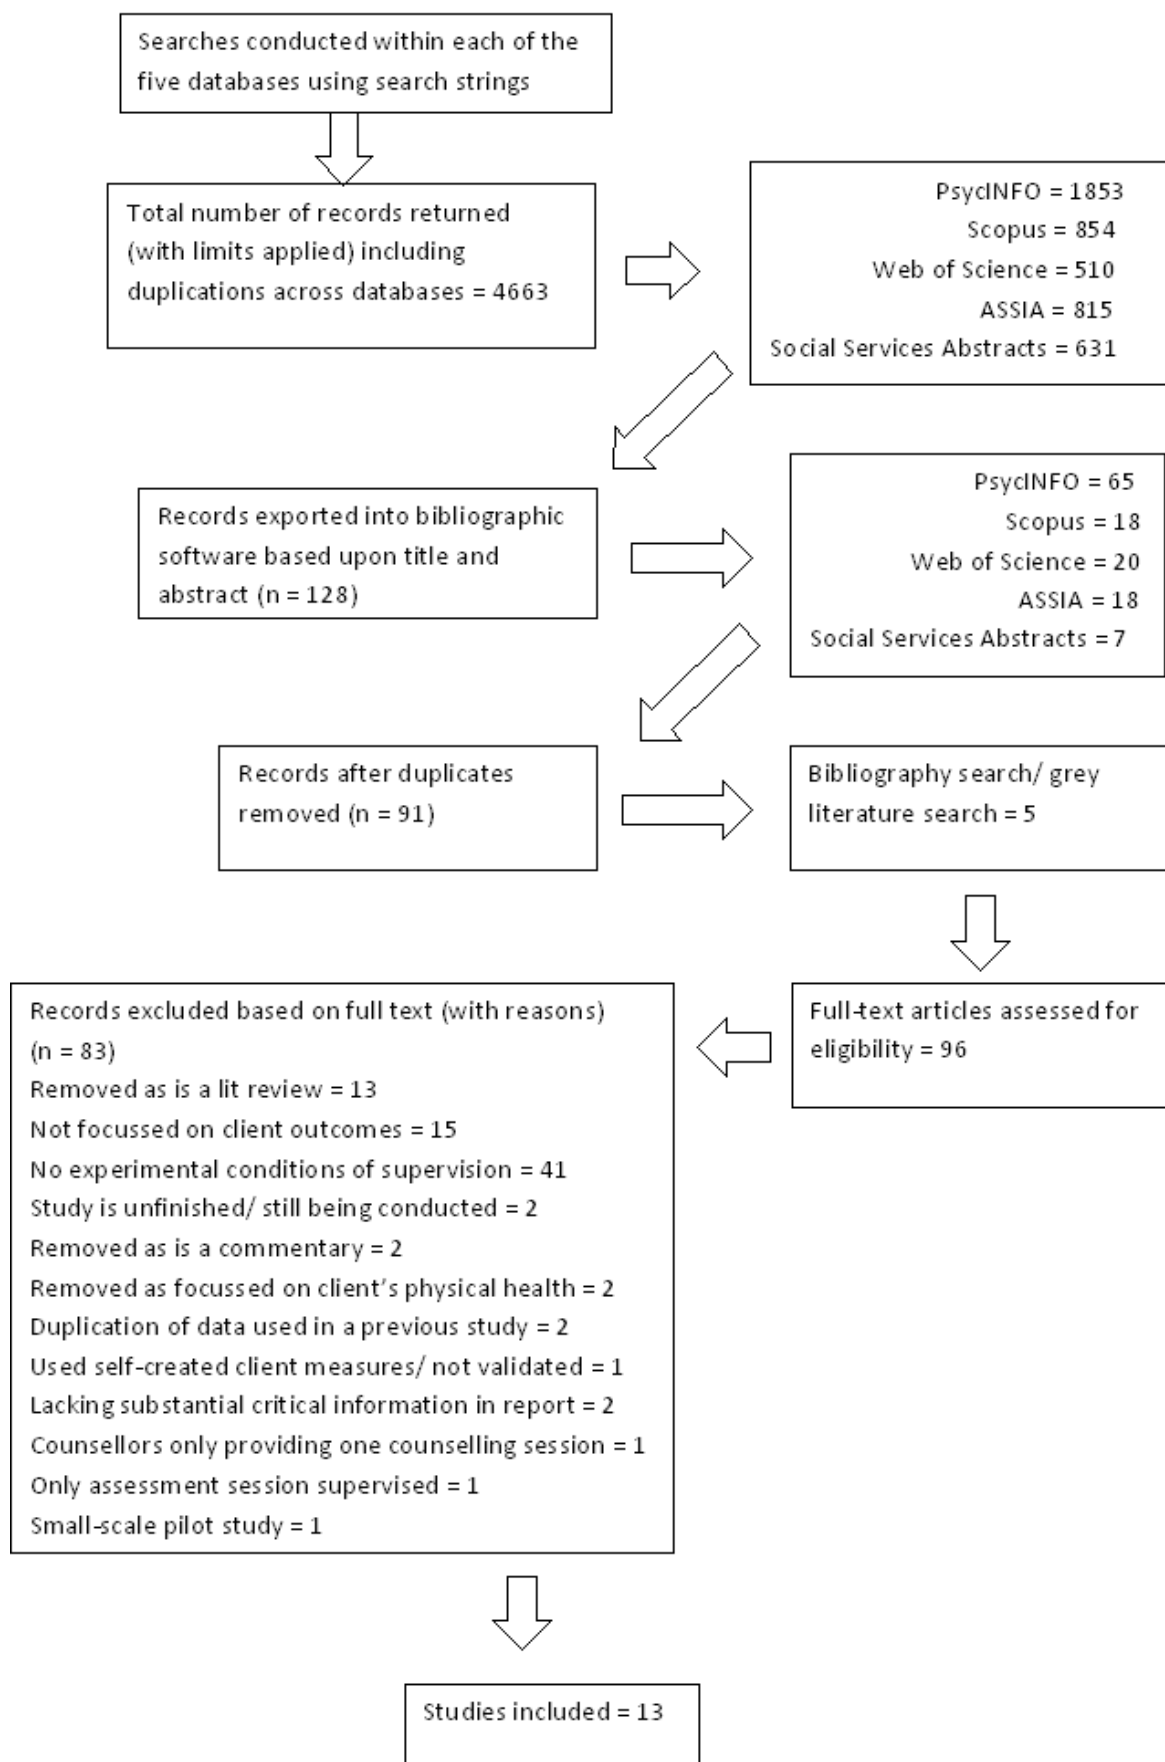 Searches conducted within each of the
five databases using search strings
Total number of records returned
(with limits applied) including
duplications across databases = 4663
PsycINFO = 1853
Scopus = 854
Web of Science = 510
ASSIA = 815
Social Services Abstracts = 631
Records exported into bibliographic
software based upon title and
abstract (n = 128)
PsycINFO = 65
Scopus = 18
Web of Science = 20
ASSIA = 18
Social Services Abstracts = 7
Records after duplicates
removed (n = 91)
Bibliography search/ grey
literature search = 5
Full-text articles assessed for
eligibility = 96
Records excluded based on full text (with reasons)
(n = 83)
Removed as is a lit review = 13
Not focussed on client outcomes = 15
No experimental conditions of supervision = 41
Study is unfinished/ still being conducted = 2
Removed as is a commentary = 2
Removed as focussed on client's physical health = 2
Duplication of data used in a previous study = 2
Used self-created client measures/ not validated = 1
Lacking substantial critical information in report = 2
Counsellors only providing one counselling session = 1
Only assessment session supervised = 1
Small-scale pilot study = 1
Studies included = 13